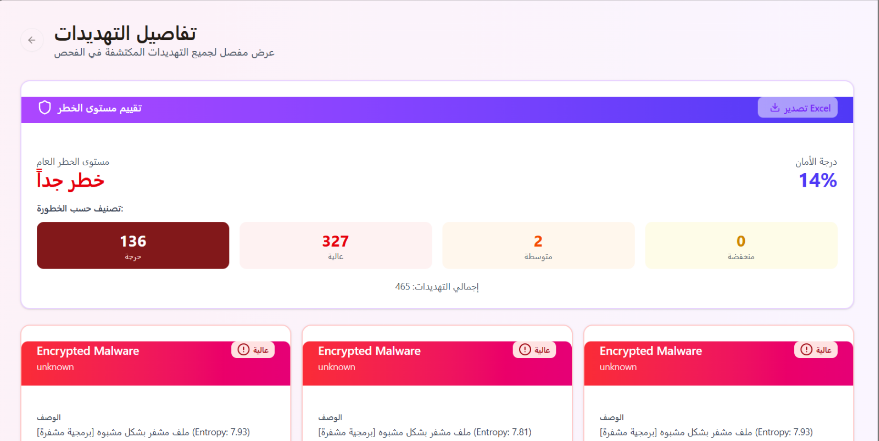 تفاصيل التهديدات
عرض مفصل لجميع التهديدات المكتشفة في الفحص
تقييم مستوى الخطر
تصدير Excel
مستوى الخطر العام
خطر جداً
درجة الأمان
14%
تصنيف حسب الخطورة:
136
حرجة
327
عالية
2
متوسطة
0
منخفضة
إجمالي التهديدات: 465
Encrypted Malware
عالية
unknown
الوصف
ملف مشفر بشكل مشبوه [برمجية مشفرة] (Entropy: 7.93)
Encrypted Malware
عالية
unknown
الوصف
ملف مشفر بشكل مشبوه [برمجية مشفرة] (Entropy: 7.81)
Encrypted Malware
عالية
unknown
الوصف
ملف مشفر بشكل مشبوه [برمجية مشفرة] (Entropy: 7.93)